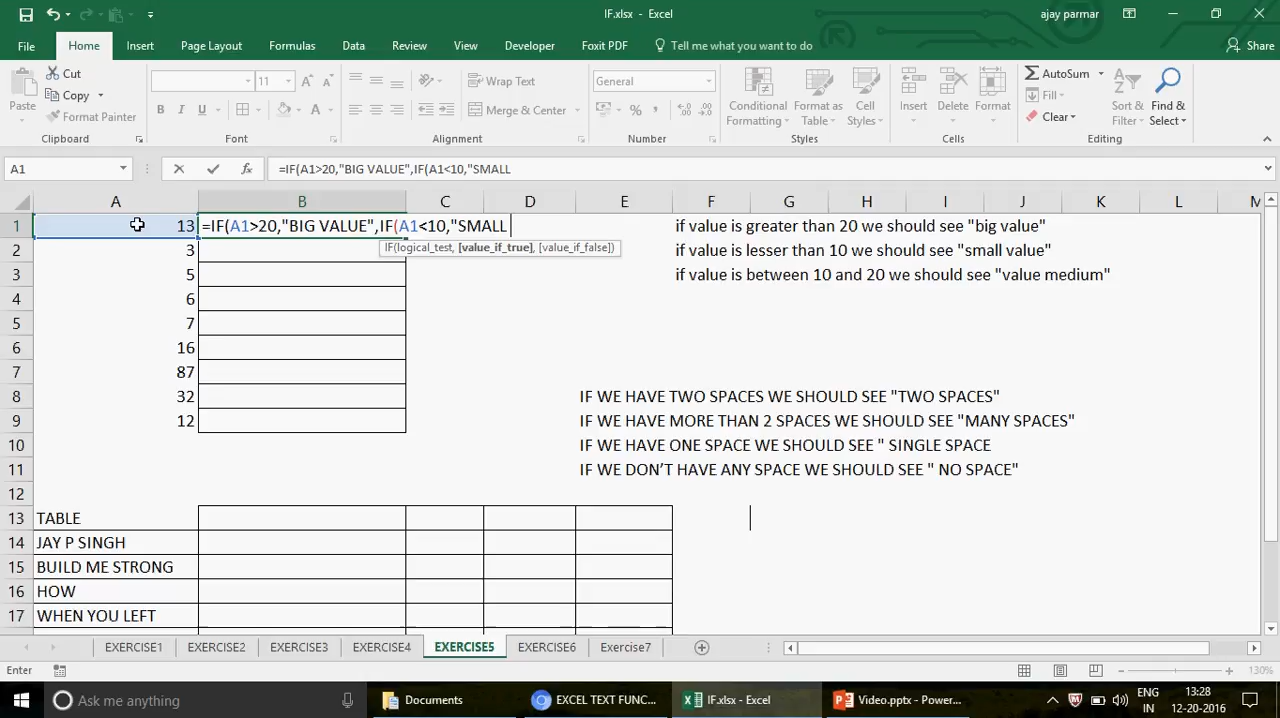 IF.xlsx - Excel
ajay parmar
File Home Insert Page Layout Formulas Data Review View Developer Foxit PDF Tell me what you want to do Share
Paste
Cut
Copy
Format Painter
11
A A
B I U A
Wrap Text
Merge & Center
General
% ,
Conditional Formatting
Format as Table
Cell Styles
Insert
Delete
Format
AutoSum
Fill
Clear
Sort & Filter
Find & Select
Clipboard Font Alignment Number Styles Cells Editing
A1 fx =IF(A1>20,"BIG VALUE",IF(A1<10,"SMALL
A B C D E F G H I J K L M
1 13 =IF(A1>20,"BIG VALUE",IF(A1<10,"SMALL if value is greater than 20 we should see "big value"
IF(logical_test, [value_if_true], [value_if_false])
2 3 if value is lesser than 10 we should see "small value"
3 5 if value is between 10 and 20 we should see "value medium"
4 6
5 7
6 16
7 87
8 32 IF WE HAVE TWO SPACES WE SHOULD SEE "TWO SPACES"
9 12 IF WE HAVE MORE THAN 2 SPACES WE SHOULD SEE "MANY SPACES"
10 IF WE HAVE ONE SPACE WE SHOULD SEE " SINGLE SPACE
11 IF WE DON'T HAVE ANY SPACE WE SHOULD SEE " NO SPACE"
12
13 TABLE
14 JAY P SINGH
15 BUILD ME STRONG
16 HOW
17 WHEN YOU LEFT
EXERCISE1 EXERCISE2 EXERCISE3 EXERCISE4 EXERCISE5 EXERCISE6 Exercise7
Enter 130%
Ask me anything
Documents
EXCEL TEXT FUNC...
IF.xlsx - Excel
Video.pptx - Power...
ENG
IN
13:28
12-20-2016